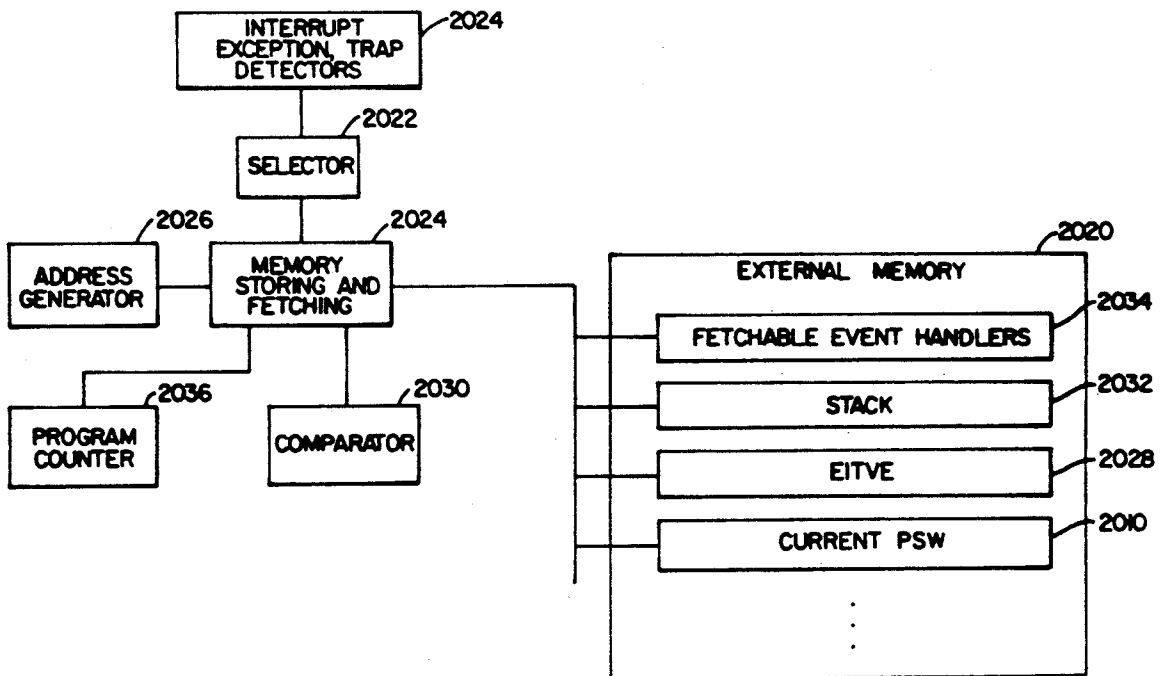 INTERRUPT
EXCEPTION, TRAP
DETECTORS
2024
2022
SELECTOR
2026
ADDRESS
GENERATOR
2024
MEMORY
STORING AND
FETCHING
2036
PROGRAM
COUNTER
2030
COMPARATOR
2020
EXTERNAL MEMORY
2034
FETCHABLE EVENT HANDLERS
2032
STACK
2028
EITVE
2010
CURRENT PSW